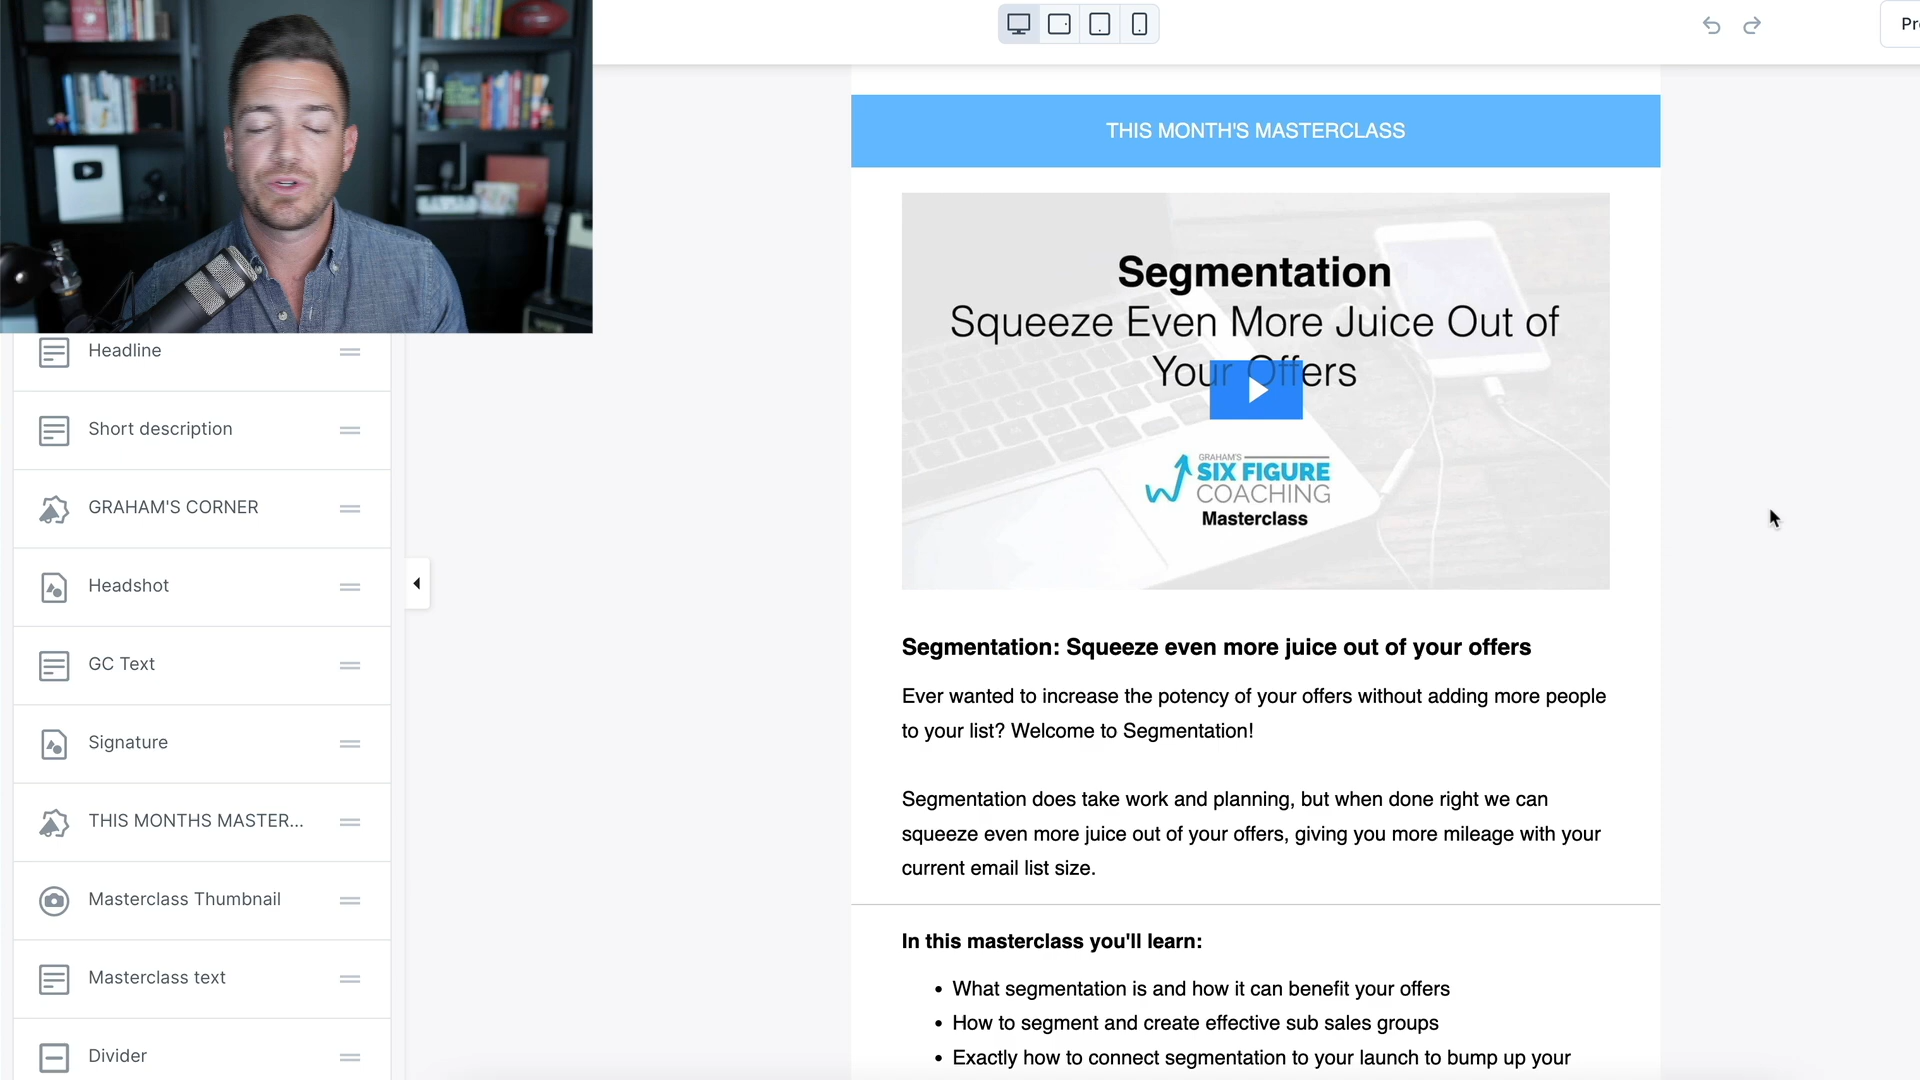 Pr
THIS MONTH'S MASTERCLASS
Segmentation
Squeeze Even More Juice Out of
Your Offers
GRAHAM'S
SIX FIGURE
COACHING
Masterclass
Headline
Short description
GRAHAM'S CORNER
Headshot
GC Text
Signature
THIS MONTHS MASTER...
Masterclass Thumbnail
Masterclass text
Divider
Segmentation: Squeeze even more juice out of your offers
Ever wanted to increase the potency of your offers without adding more people
to your list? Welcome to Segmentation!
Segmentation does take work and planning, but when done right we can
squeeze even more juice out of your offers, giving you more mileage with your
current email list size.
In this masterclass you'll learn:
• What segmentation is and how it can benefit your offers
• How to segment and create effective sub sales groups
• Exactly how to connect segmentation to your launch to bump up your